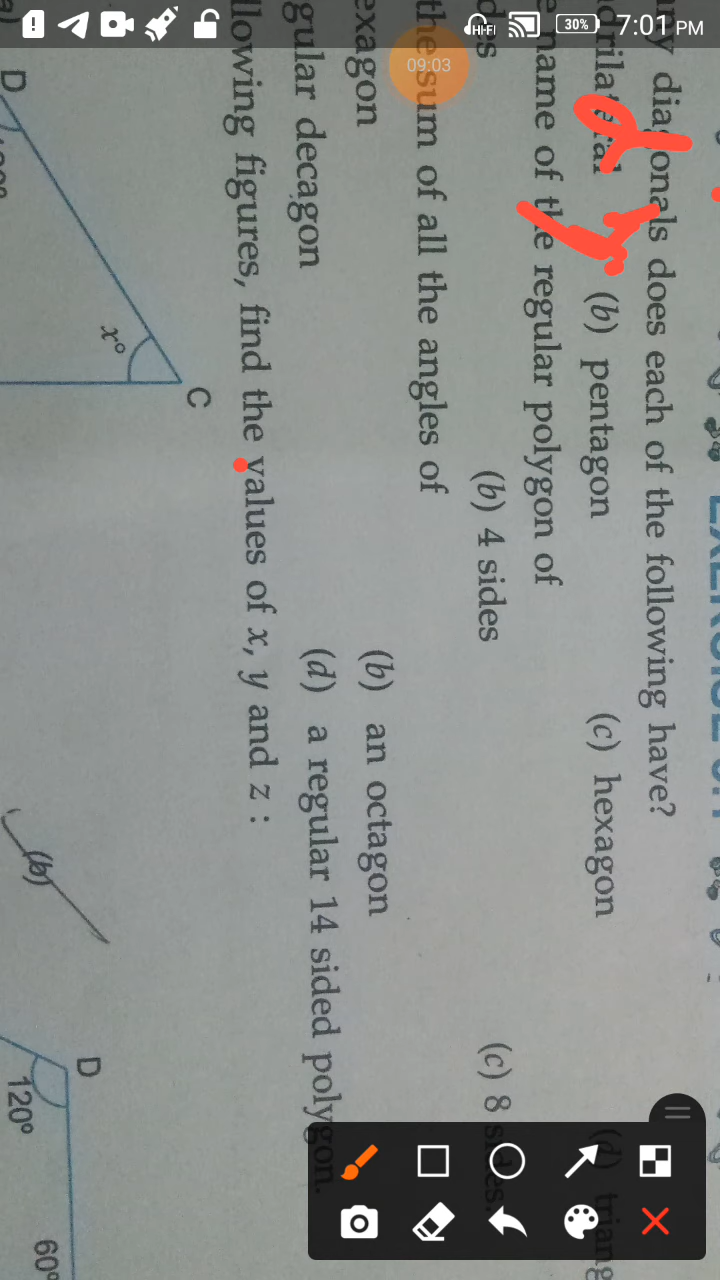 30% 7:01 PM
09:03
diagonals does each of the following have?
(b) pentagon (c) hexagon (d)
name of the regular polygon of
(b) 4 sides (c) 8 sides.
the sum of all the angles of
exagon (b) an octagon
gular decagon (d) a regular 14 sided polygon.
llowing figures, find the values of x, y and z :
D
x°
C
(b)
D
120°
60°